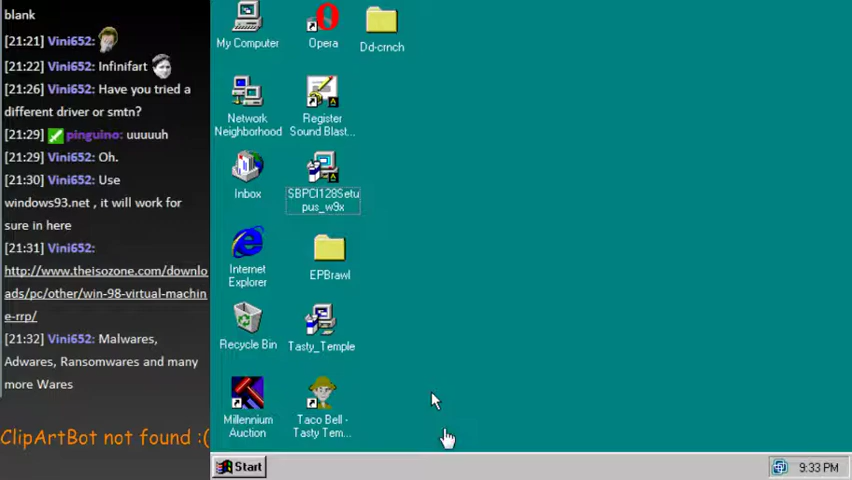 blank
[21:21] Vini652:
[21:22] Vini652: Infinifart
[21:26] Vini652: Have you tried a
different driver or smtn?
[21:29] pinguino: uuuuuh
[21:29] Vini652: Oh.
[21:30] Vini652: Use
windows93.net , it will work for
sure in here
[21:31] Vini652:
http://www.theisozone.com/downlo
ads/pc/other/win-98-virtual-machin
e-rrp/
[21:32] Vini652: Malwares,
Adwares, Ransomwares and many
more Wares
ClipArtBot not found :(
My Computer
Opera
Dd-crnch
Network
Neighborhood
Register
Sound Blast...
Inbox
SBPCI128Setu
pus_w9x
Internet
Explorer
EPBrawl
Recycle Bin
Tasty_Temple
Millennium
Auction
Taco Bell -
Tasty Tem...
Start
9:33 PM